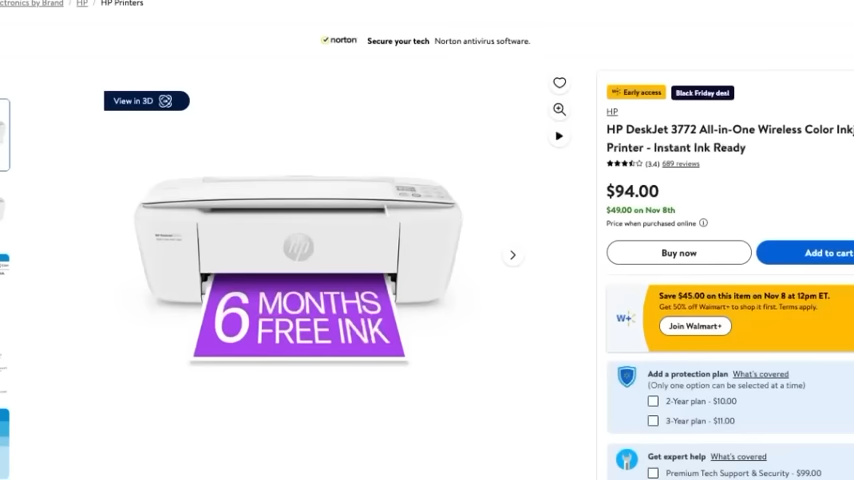 ctronics by Brand / HP / HP Printers
norton Secure your tech Norton antivirus software.
View in 3D
Early access Black Friday deal
HP
HP DeskJet 3772 All-in-One Wireless Color Ink
Printer - Instant Ink Ready
(3.4) 689 reviews
$94.00
$49.00 on Nov 8th
Price when purchased online
Buy now Add to cart
Save $45.00 on this item on Nov 8 at 12pm ET.
Get 50% off Walmart+ to shop it first. Terms apply.
W+
Join Walmart+
Add a protection plan What's covered
(Only one option can be selected at a time)
2-Year plan - $10.00
3-Year plan - $11.00
Get expert help What's covered
Premium Tech Support & Security - $99.00
hp
6 MONTHS
FREE INK